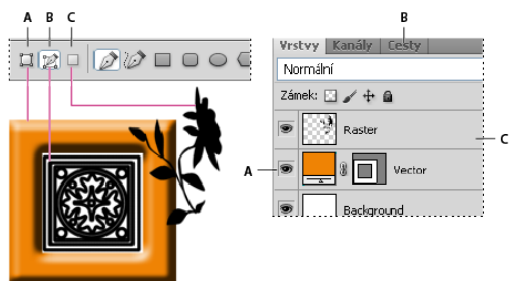 A B C
B
Vrstvy Kanály Cesty
Normální
Zámek:
Raster
C
A
Vector
Background